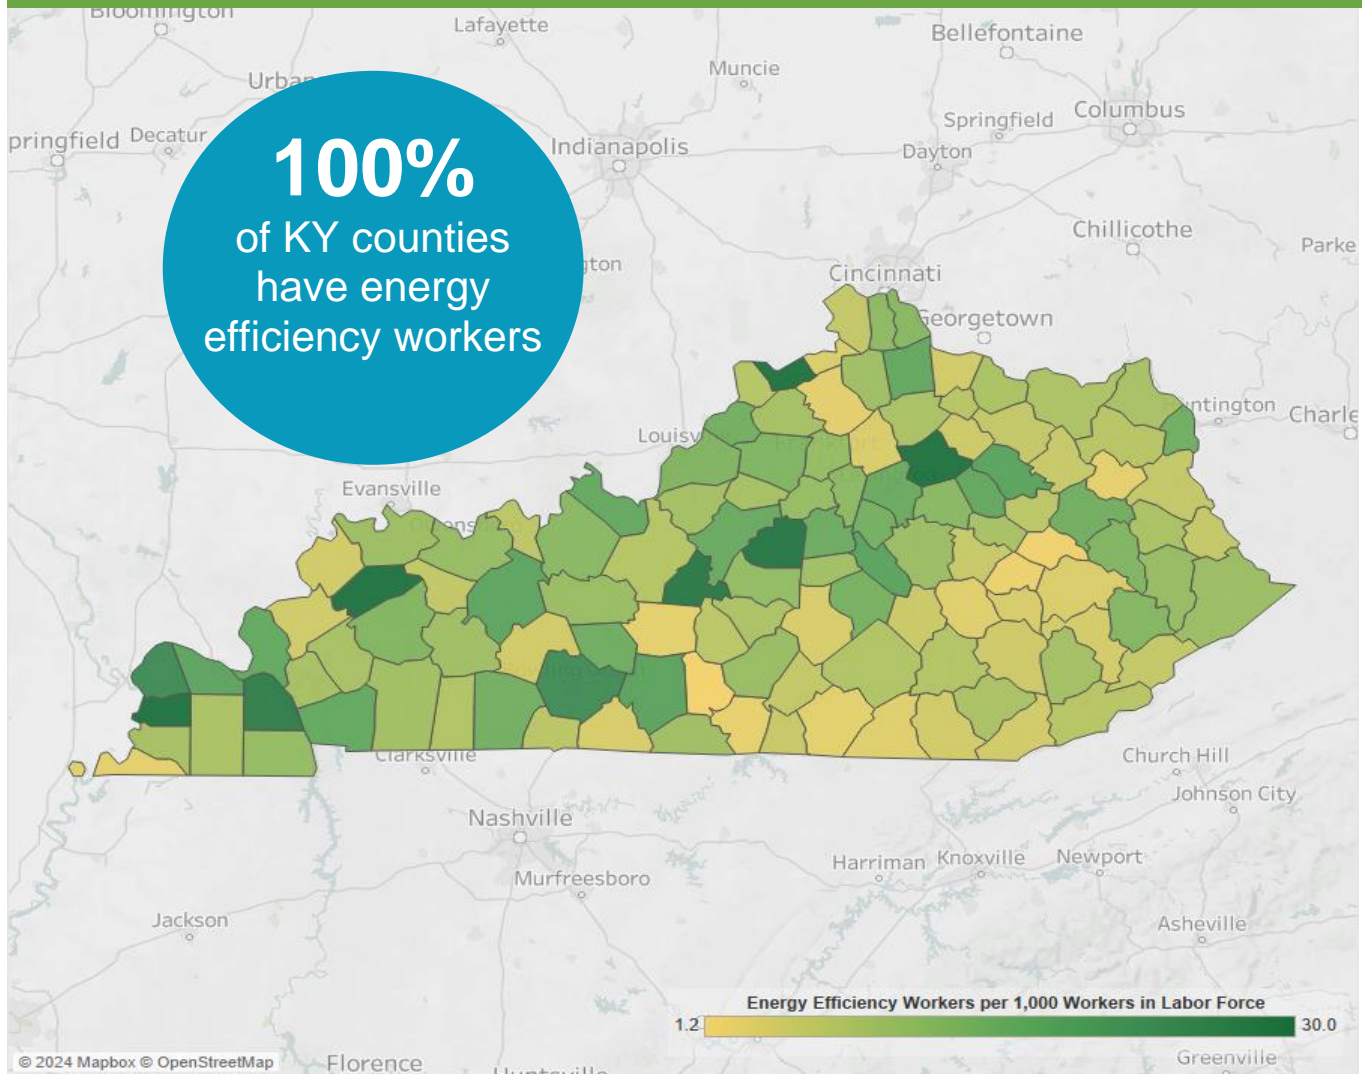 Bloomington
Lafayette
Bellefontaine
Muncie
Columbus
Springfield
pringfield
Decatur
Indianapolis
Dayton
100%
of KY counties
have energy
efficiency workers
Chillicothe
Parke
gton
Cincinnati
Georgetown
ntington
Charle
Louisv
Evansville
Clarksville
Church Hill
Johnson City
Nashville
Harriman
Knoxville
Newport
Murfreesboro
Jackson
Asheville
Energy Efficiency Workers per 1,000 Workers in Labor Force
1.2
30.0
Greenville
© 2024 Mapbox © OpenStreetMap
Florence
Huntsville